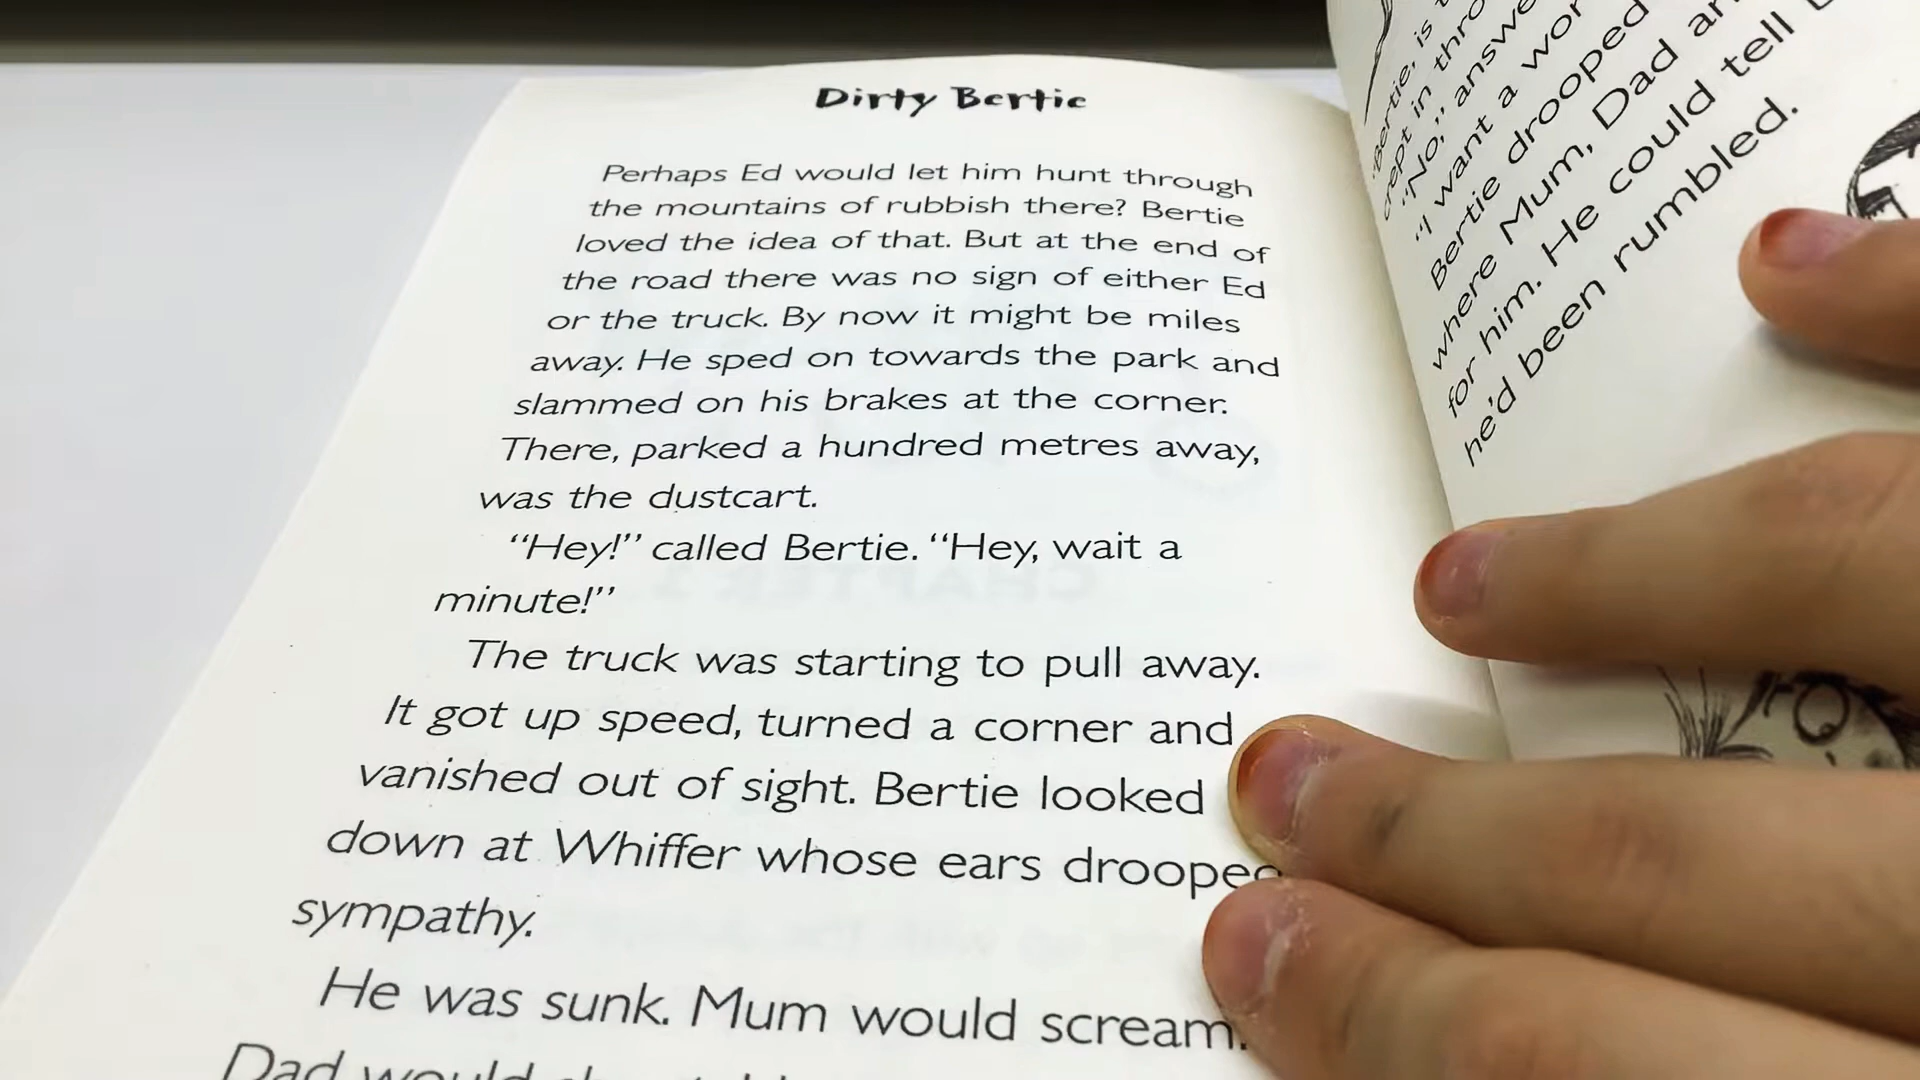 Dirty Bertie
Perhaps Ed would let him hunt through
the mountains of rubbish there? Bertie
loved the idea of that. But at the end of
the road there was no sign of either Ed
or the truck. By now it might be miles
away. He sped on towards the park and
slammed on his brakes at the corner.
There, parked a hundred metres away,
was the dustcart.
“Hey!” called Bertie. “Hey, wait a
minute!”
The truck was starting to pull away.
It got up speed, turned a corner and
vanished out of sight. Bertie looked
down at Whiffer whose ears drooped
sympathy.
He was sunk. Mum would scream.
Dad would
“Bertie, is
crept in
“No,”
“I want a
Bertie drooped
where Mum, Dad
for him. He could tell
he’d been rumbled.